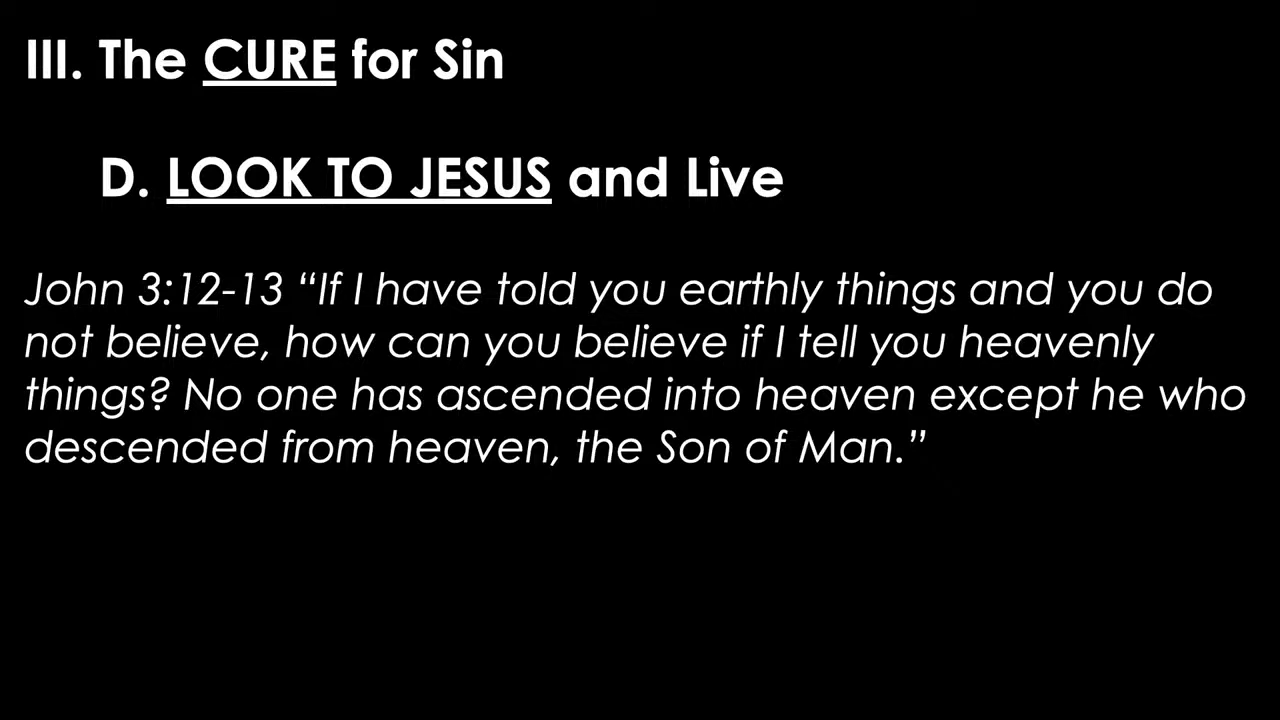 III. The CURE for Sin
D. LOOK TO JESUS and Live
John 3:12-13 “If I have told you earthly things and you do
not believe, how can you believe if I tell you heavenly
things? No one has ascended into heaven except he who
descended from heaven, the Son of Man.”